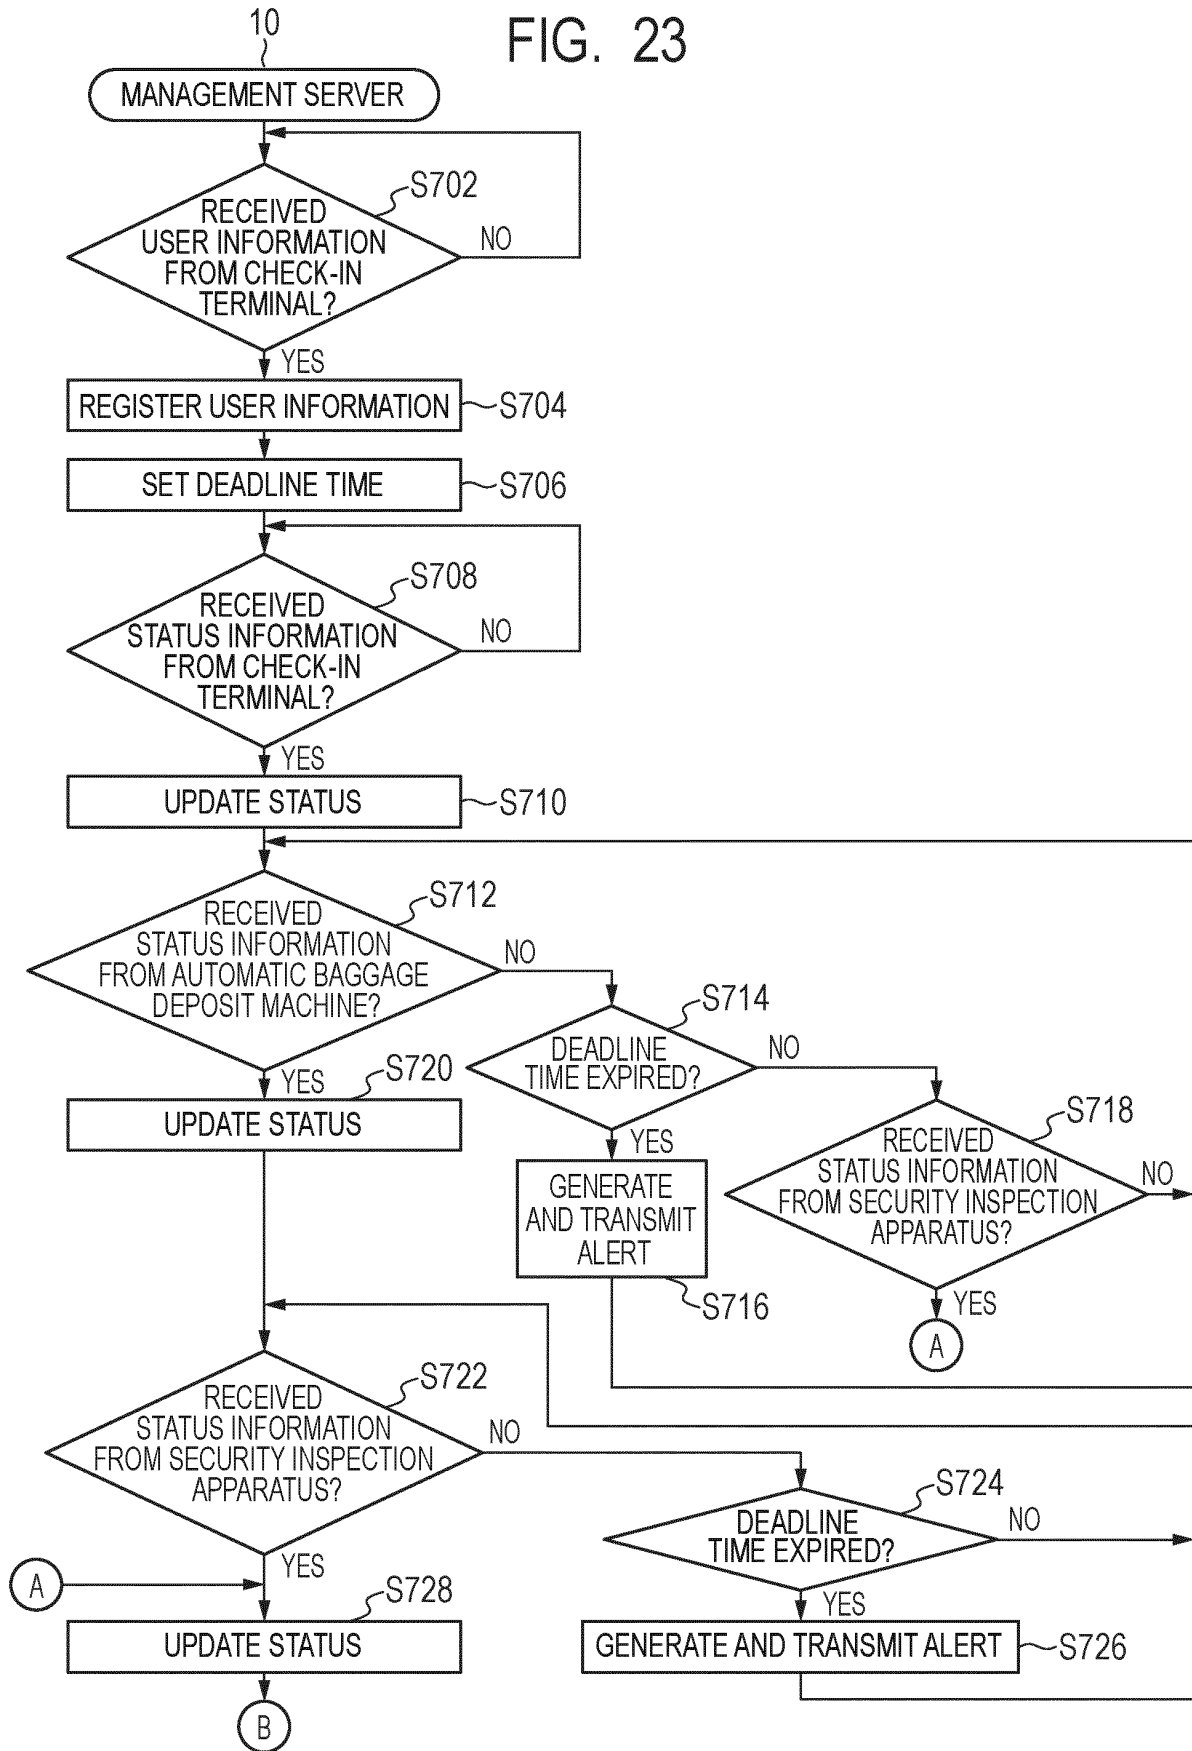 10
FIG. 23
MANAGEMENT SERVER
S702
RECEIVED
USER INFORMATION
FROM CHECK-IN
TERMINAL?
NO
YES
REGISTER USER INFORMATION
S704
SET DEADLINE TIME
S706
S708
RECEIVED
STATUS INFORMATION
FROM CHECK-IN
TERMINAL?
NO
YES
UPDATE STATUS
S710
S712
RECEIVED
STATUS INFORMATION
FROM AUTOMATIC BAGGAGE
DEPOSIT MACHINE?
NO
YES
S714
DEADLINE
TIME EXPIRED?
NO
YES
S720
UPDATE STATUS
GENERATE
AND TRANSMIT
ALERT
S716
S718
RECEIVED
STATUS INFORMATION
FROM SECURITY INSPECTION
APPARATUS?
NO
YES
A
S722
RECEIVED
STATUS INFORMATION
FROM SECURITY INSPECTION
APPARATUS?
NO
YES
S724
DEADLINE
TIME EXPIRED?
NO
YES
A
S728
UPDATE STATUS
GENERATE AND TRANSMIT ALERT
S726
B